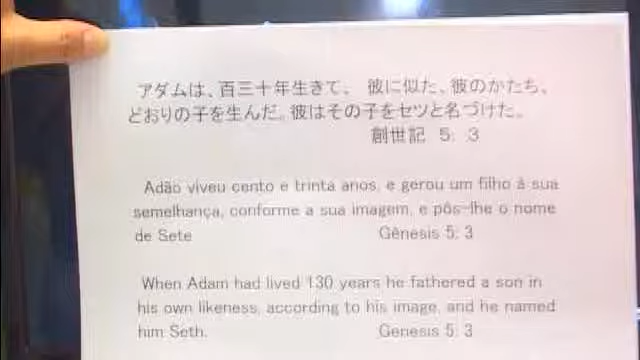 アダムは、百三十年生きて、 彼に似た、彼のかたち、
どおりの子を生んだ。彼はその子をセツと名づけた。
創世記 5: 3
Adão viveu cento e trinta anos, e gerou um filho à sua
semelhança, conforme a sua imagem, e pôs-lhe o nome
de Sete Gênesis 5: 3
When Adam had lived 130 years he fathered a son in
his own likeness, according to his image, and he named
him Seth. Genesis 5: 3